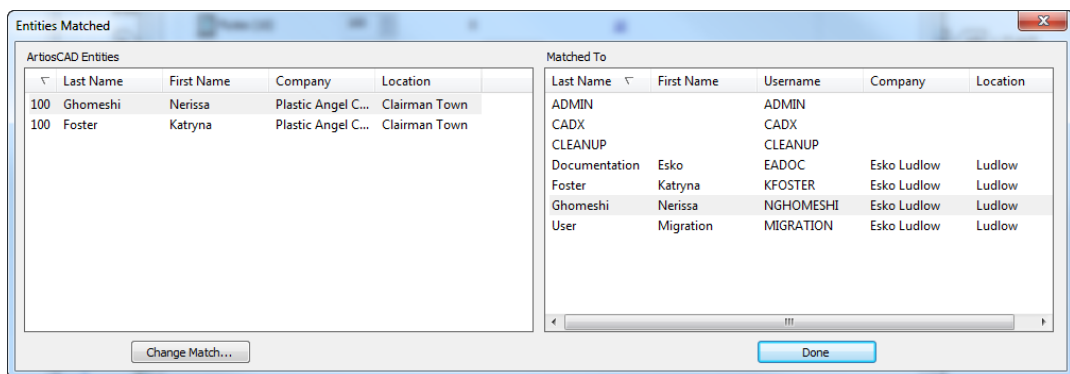 Entities Matched
ArtiosCAD Entities
Last Name First Name Company Location
100 Ghomeshi Nerissa Plastic Angel C... Clairman Town
100 Foster Katryna Plastic Angel C... Clairman Town
Change Match...
Matched To
Last Name First Name Username Company Location
ADMIN ADMIN
CADX CADX
CLEANUP CLEANUP
Documentation Esko EADOC Esko Ludlow Ludlow
Foster Katryna KFOSTER Esko Ludlow Ludlow
Ghomeshi Nerissa NGHOMESHI Esko Ludlow Ludlow
User Migration MIGRATION Esko Ludlow Ludlow
Done